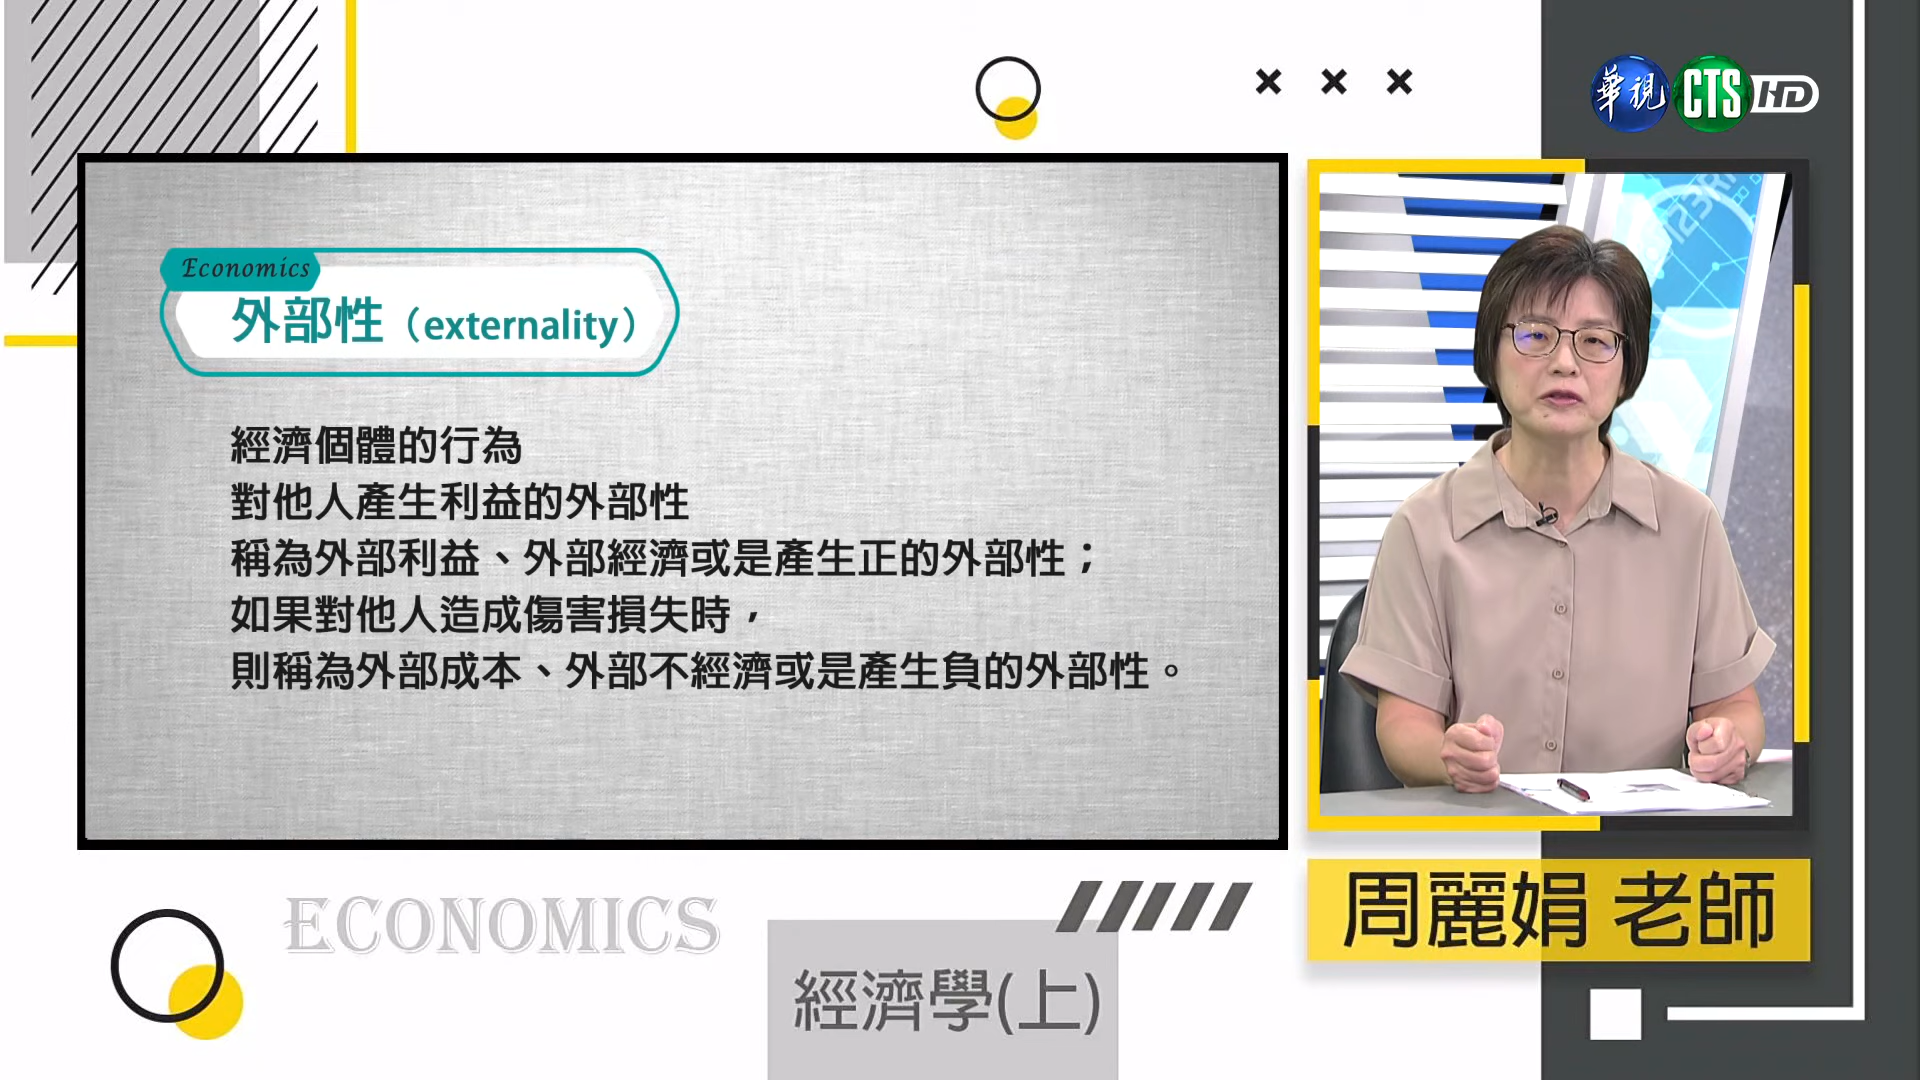 華視 CTS HD
Economics
外部性（externality）
經濟個體的行為
對他人產生利益的外部性
稱為外部利益、外部經濟或是產生正的外部性；
如果對他人造成傷害損失時，
則稱為外部成本、外部不經濟或是產生負的外部性。
123RF
周麗娟 老師
ECONOMICS
經濟學(上)